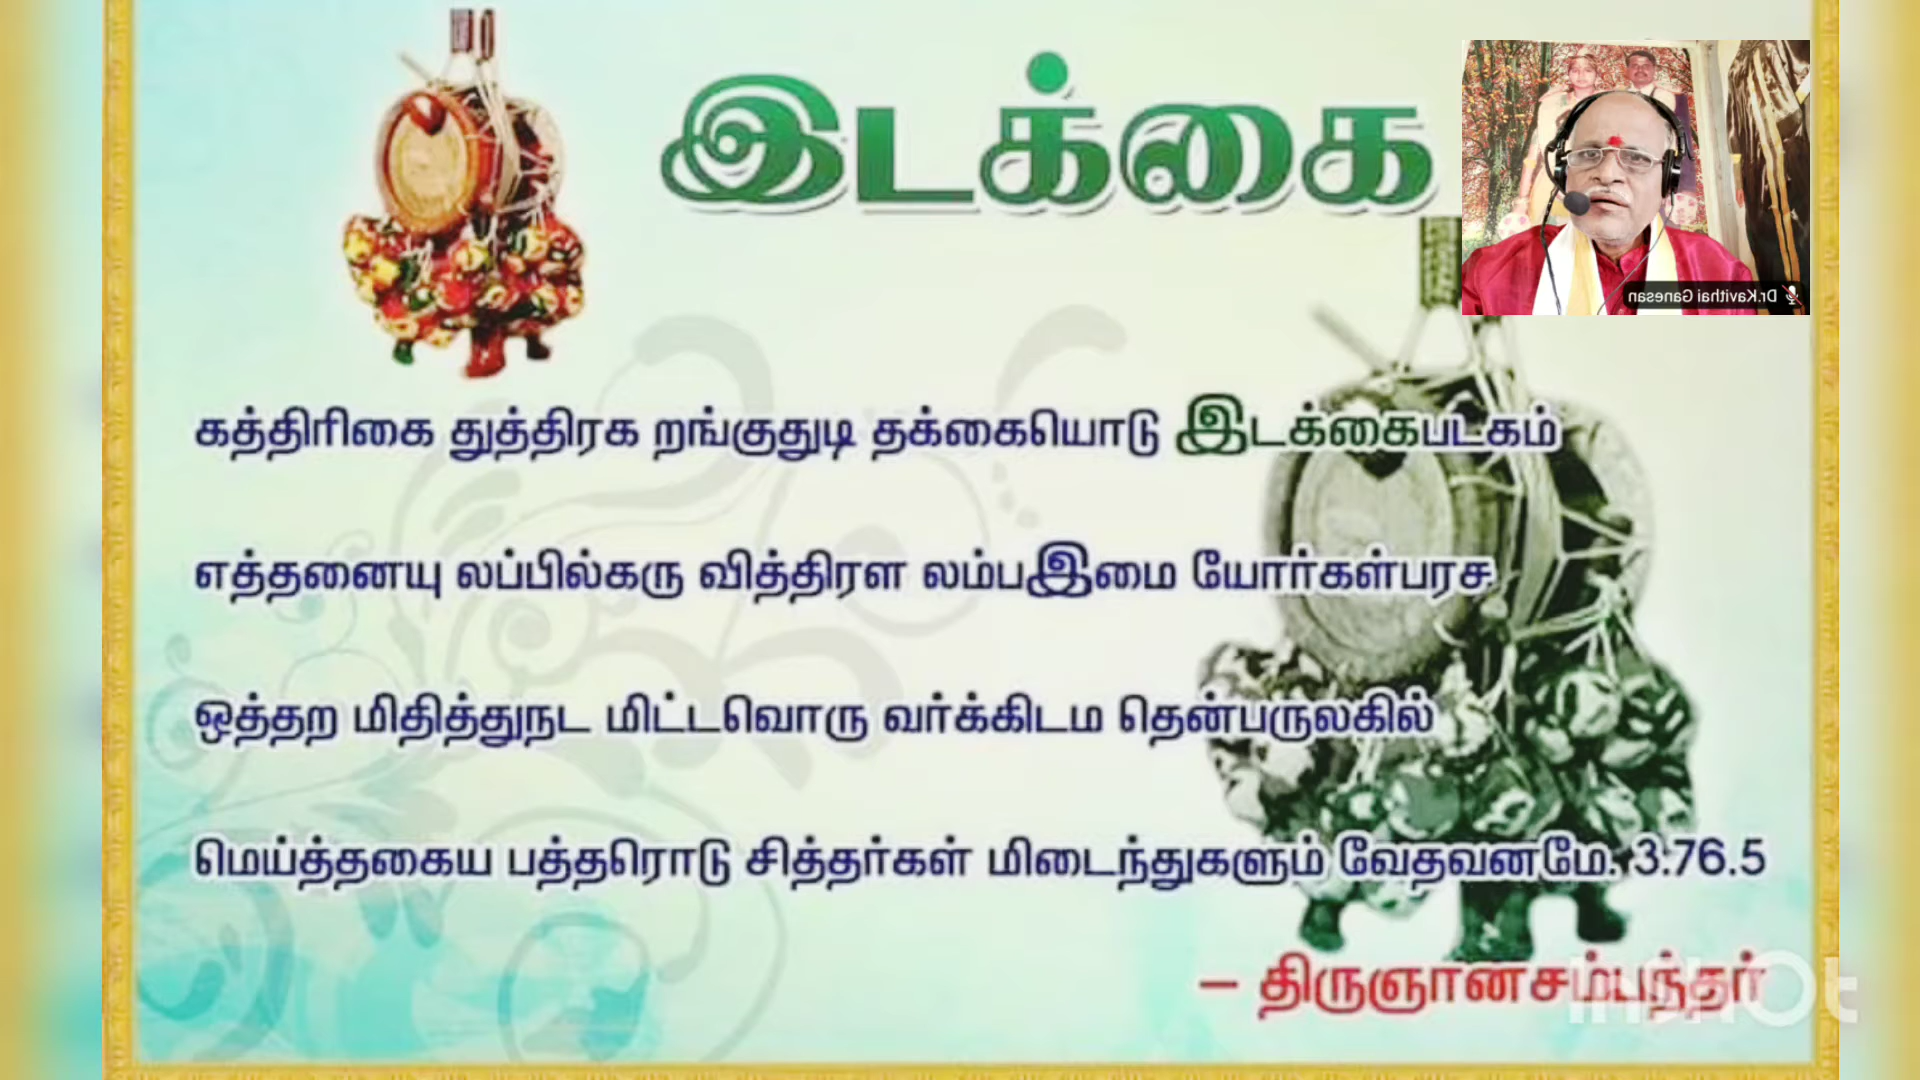 இடக்கை
Dr.Kavithai Ganesan
கத்திரிகை துத்திரக றங்குதுடி தக்கையொடு இடக்கைபடகம்
எத்தனையு லப்பில்கரு வித்திரள லம்பஇமை யோர்கள்பரச
ஒத்தற மிதித்துநட மிட்டவொரு வர்க்கிடம தென்பருலகில்
மெய்த்தகைய பத்தரொடு சித்தர்கள் மிடைந்துகளும் வேதவனமே. 3:76.5
– திருஞானசம்பந்தர்
InShOt